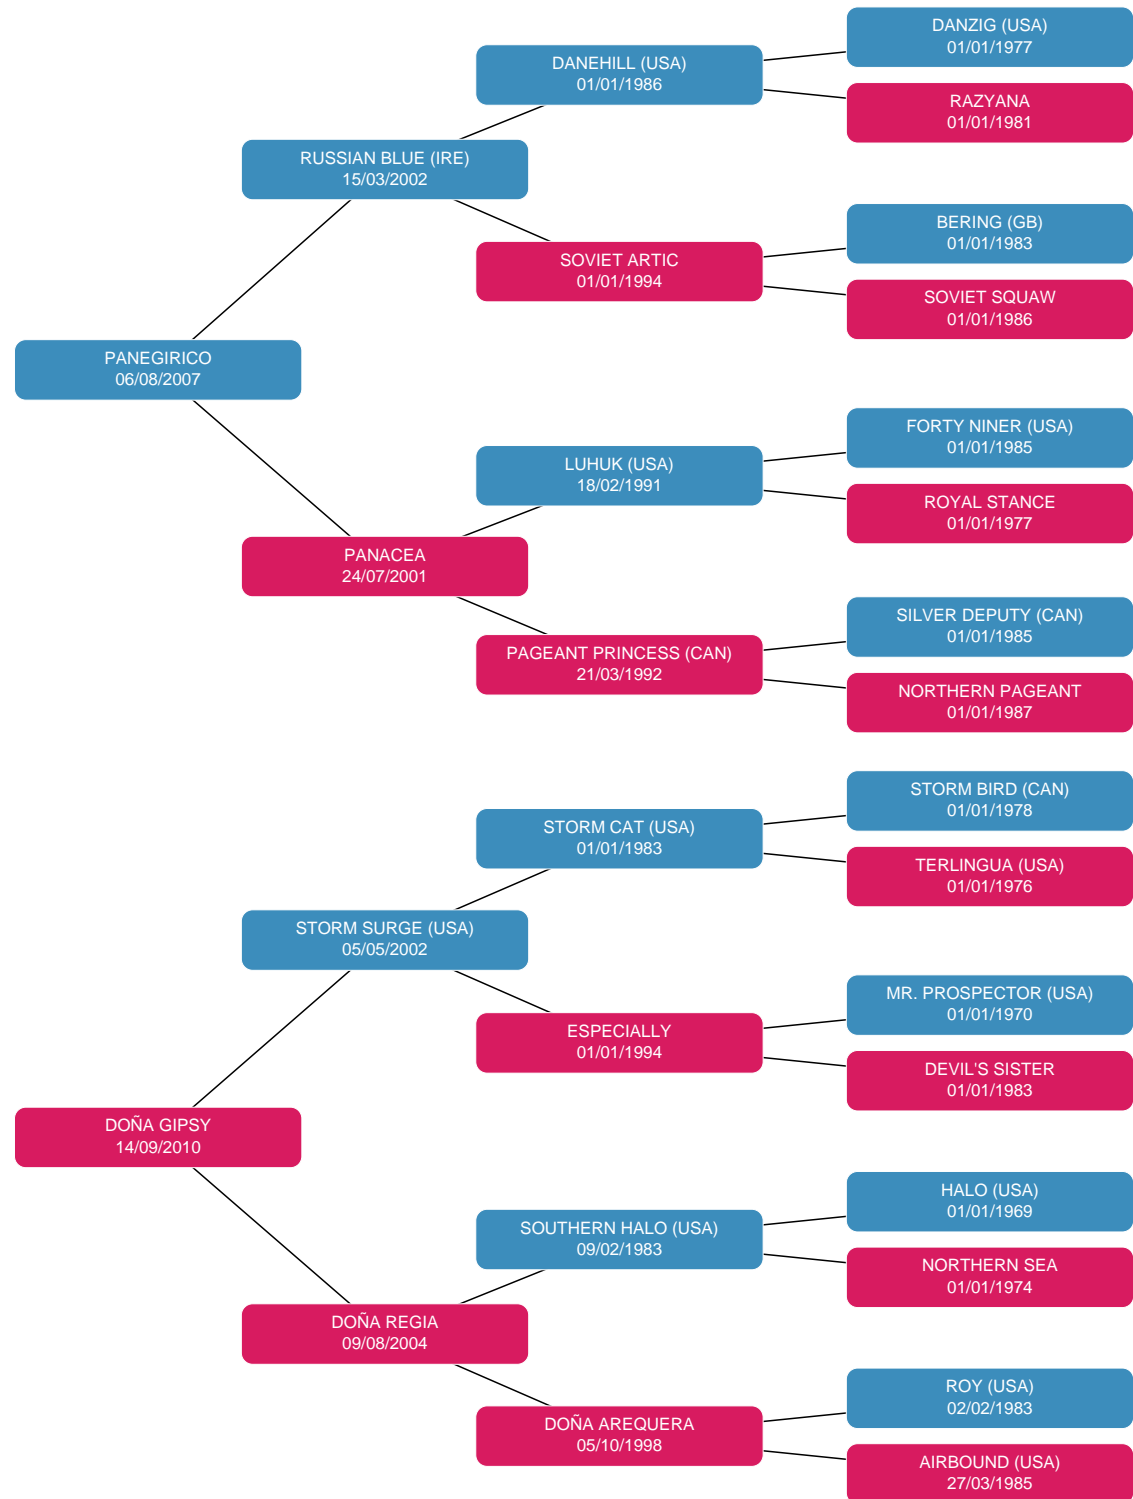 DANZIG (USA)
01/01/1977
DANEHILL (USA)
01/01/1986
RAZYANA
01/01/1981
RUSSIAN BLUE (IRE)
15/03/2002
BERING (GB)
01/01/1983
SOVIET ARTIC
01/01/1994
SOVIET SQUAW
01/01/1986
PANEGIRICO
06/08/2007
FORTY NINER (USA)
01/01/1985
LUHUK (USA)
18/02/1991
ROYAL STANCE
01/01/1977
PANACEA
24/07/2001
SILVER DEPUTY (CAN)
01/01/1985
PAGEANT PRINCESS (CAN)
21/03/1992
NORTHERN PAGEANT
01/01/1987
STORM BIRD (CAN)
01/01/1978
STORM CAT (USA)
01/01/1983
TERLINGUA (USA)
01/01/1976
STORM SURGE (USA)
05/05/2002
MR. PROSPECTOR (USA)
01/01/1970
ESPECIALLY
01/01/1994
DEVIL'S SISTER
01/01/1983
DOÑA GIPSY
14/09/2010
HALO (USA)
01/01/1969
SOUTHERN HALO (USA)
09/02/1983
NORTHERN SEA
01/01/1974
DOÑA REGIA
09/08/2004
ROY (USA)
02/02/1983
DOÑA AREQUERA
05/10/1998
AIRBOUND (USA)
27/03/1985